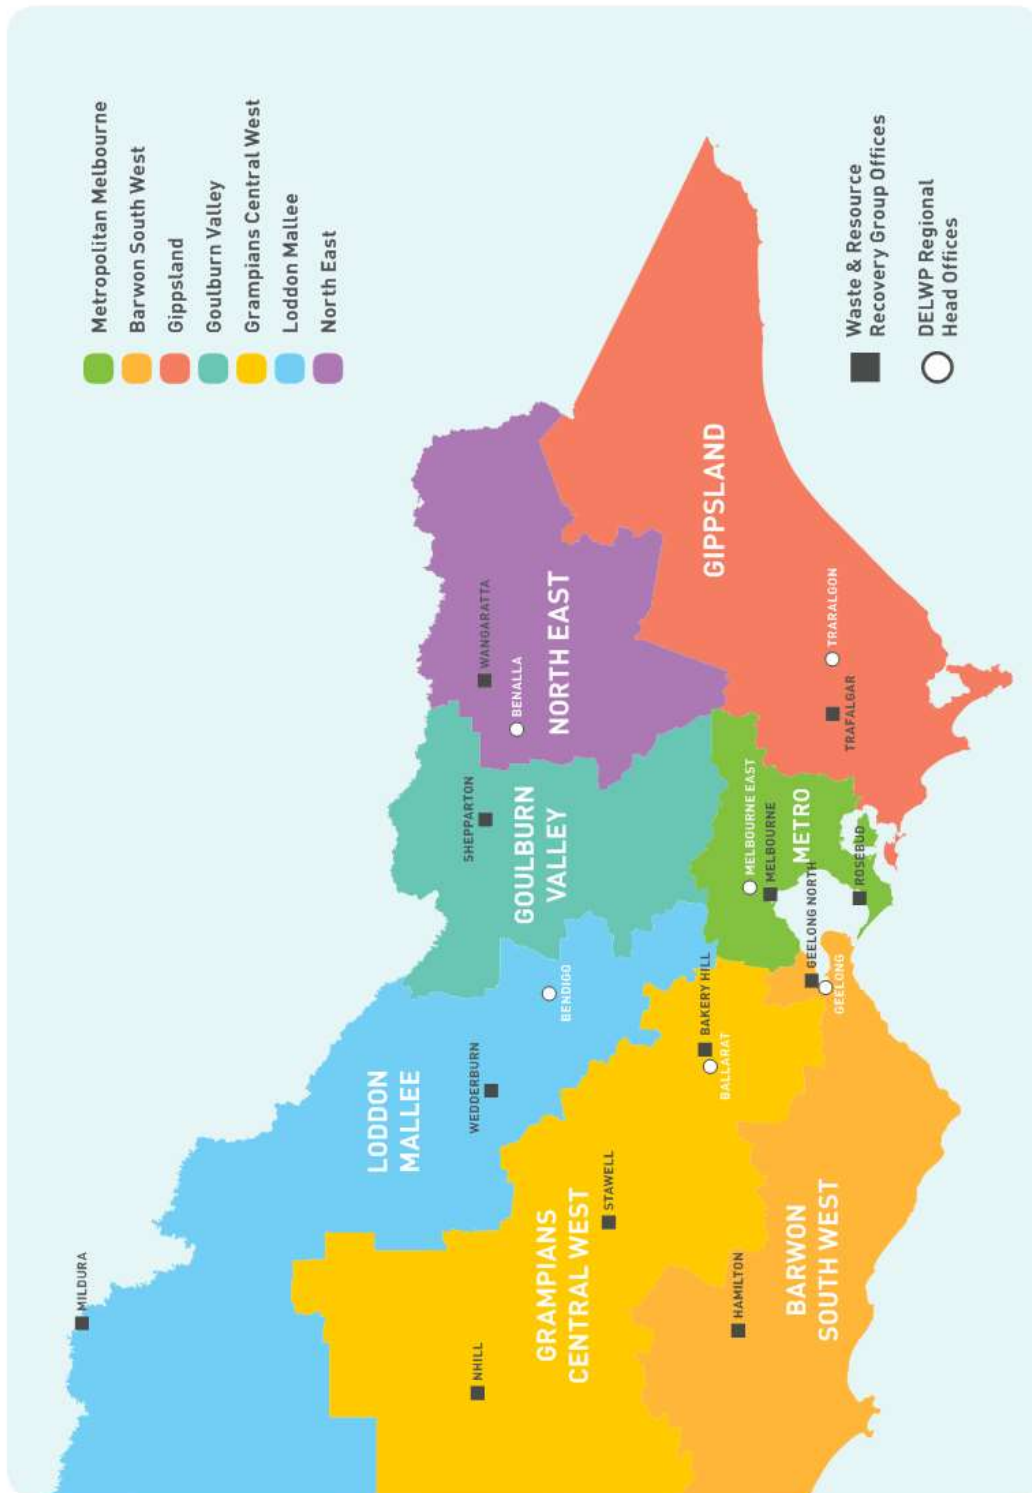 Metropolitan Melbourne
Barwon South West
Gippsland
Goulburn Valley
Grampians Central West
Loddon Mallee
North East
MILDURA
LODDON
MALLEE
WEDDERBURN
BENDIGO
SHEPPARTON
GOULBURN
VALLEY
WANGARATTA
BENALLA
NORTH EAST
NHILL
GRAMPIANS
CENTRAL WEST
STAWELL
BAKERY HILL
BALLARAT
HAMILTON
BARWON
SOUTH WEST
GEELONG NORTH
GEELONG
MELBOURNE EAST
MELBOURNE
METRO
ROSEBUD
GIPPSLAND
TRARALGON
TRAFALGAR
Waste & Resource
Recovery Group Offices
DELWP Regional
Head Offices